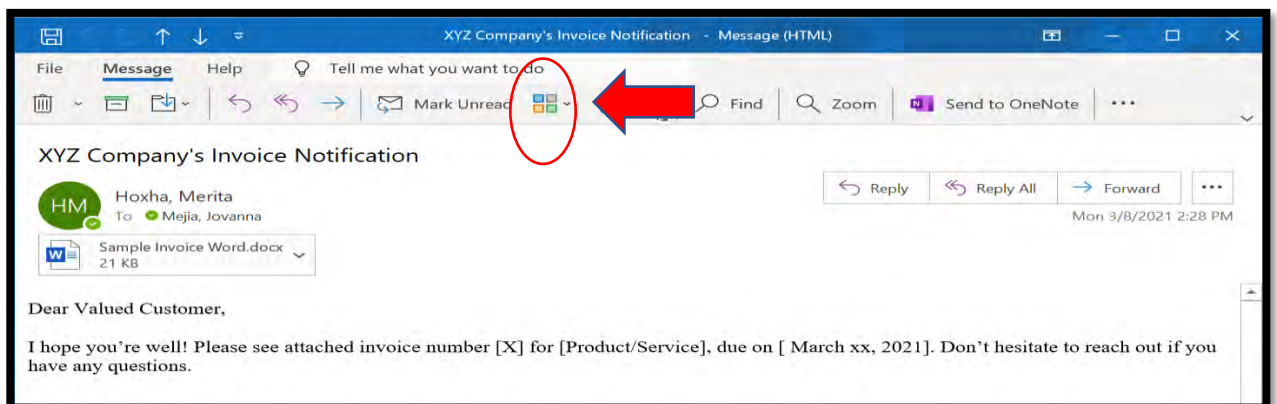 XYZ Company's Invoice Notification - Message (HTML)
File Message Help Tell me what you want to do
Mark Unread Find Zoom Send to OneNote
XYZ Company's Invoice Notification
Reply Reply All Forward
HM Hoxha, Merita
To Mejia, Jovanna
Mon 3/8/2021 2:28 PM
Sample Invoice Word.docx
21 KB
Dear Valued Customer,
I hope you're well! Please see attached invoice number [X] for [Product/Service], due on [ March xx, 2021]. Don't hesitate to reach out if you
have any questions.